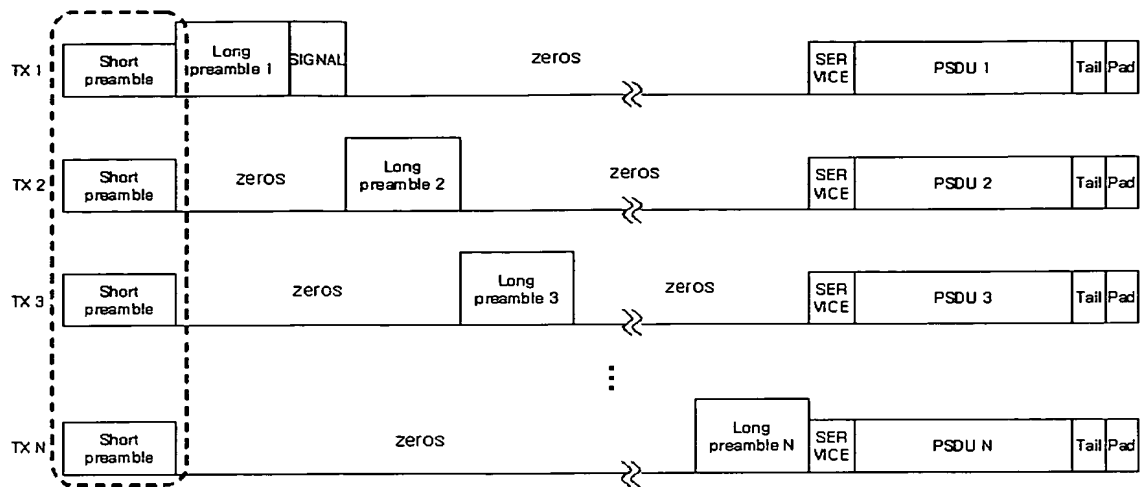 TX 1
Short
preamble
Long
preamble 1
SIGNAL
zeros
SER
VICE
PSDU 1
Tail
Pad
TX 2
Short
preamble
zeros
Long
preamble 2
zeros
SER
VICE
PSDU 2
Tail
Pad
TX 3
Short
preamble
zeros
Long
preamble 3
zeros
SER
VICE
PSDU 3
Tail
Pad
TX N
Short
preamble
zeros
Long
preamble N
SER
VICE
PSDU N
Tail
Pad